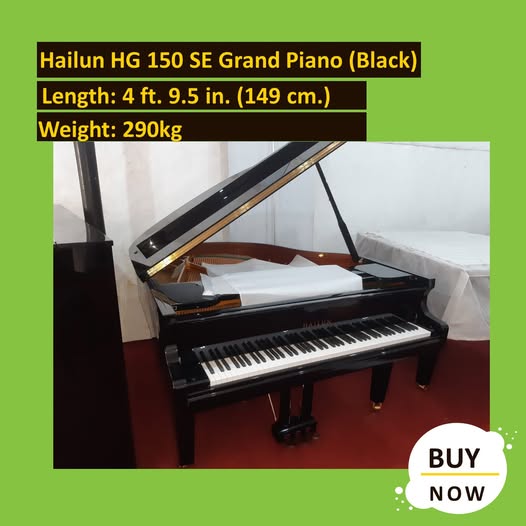 Hailun HG 150 SE Grand Piano (Black)
Length: 4 ft. 9.5 in. (149 cm.)
Weight: 290kg
HAILUN
BUY
NOW